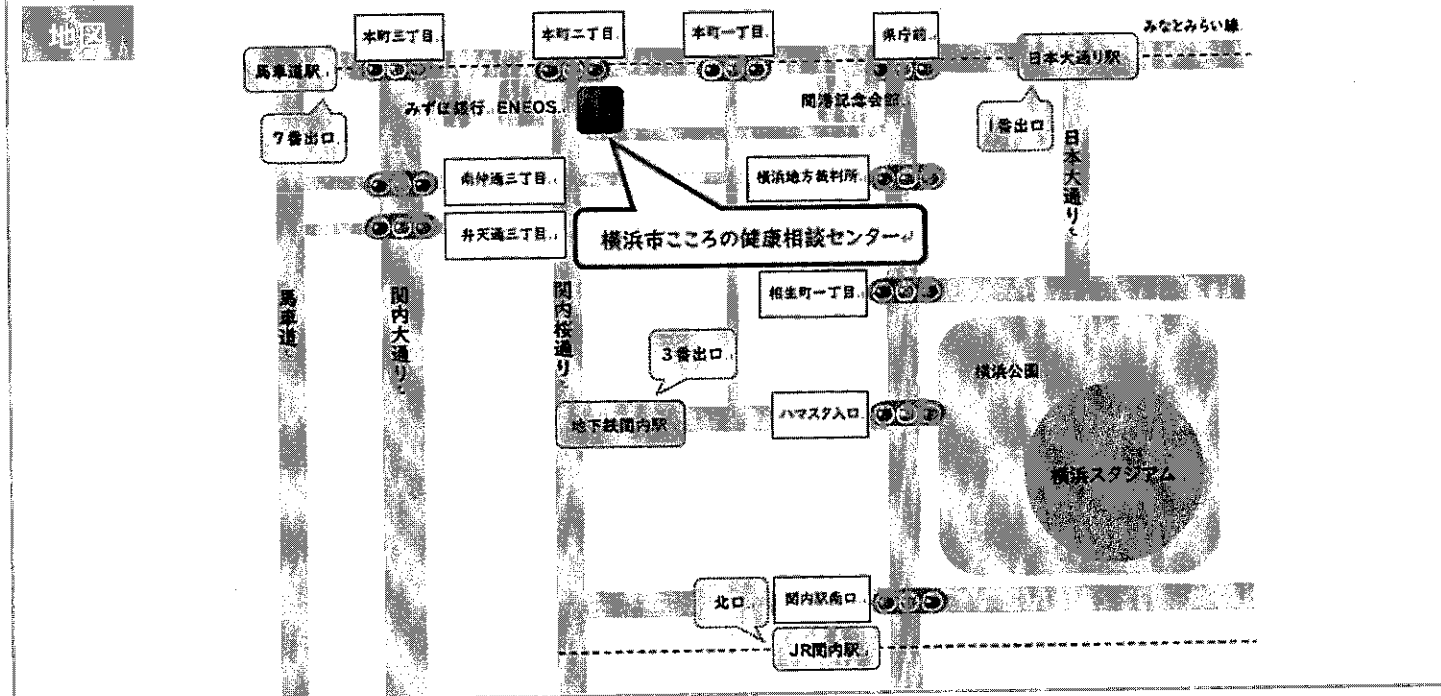 地図
本町三丁目
本町二丁目
本町一丁目
県庁前
みなとみらい線
馬車道駅
日本大通り駅
みずほ銀行
ENEOS
開港記念会館
7番出口
1番出口
日本大通り
南仲通三丁目
横浜地方裁判所
弁天通三丁目
横浜市こころの健康相談センター
相生町一丁目
馬車道
関内大通り
関内桜通り
3番出口
横浜公園
地下鉄関内駅
ハマスタ入口
横浜スタジアム
北口
関内駅南口
JR関内駅